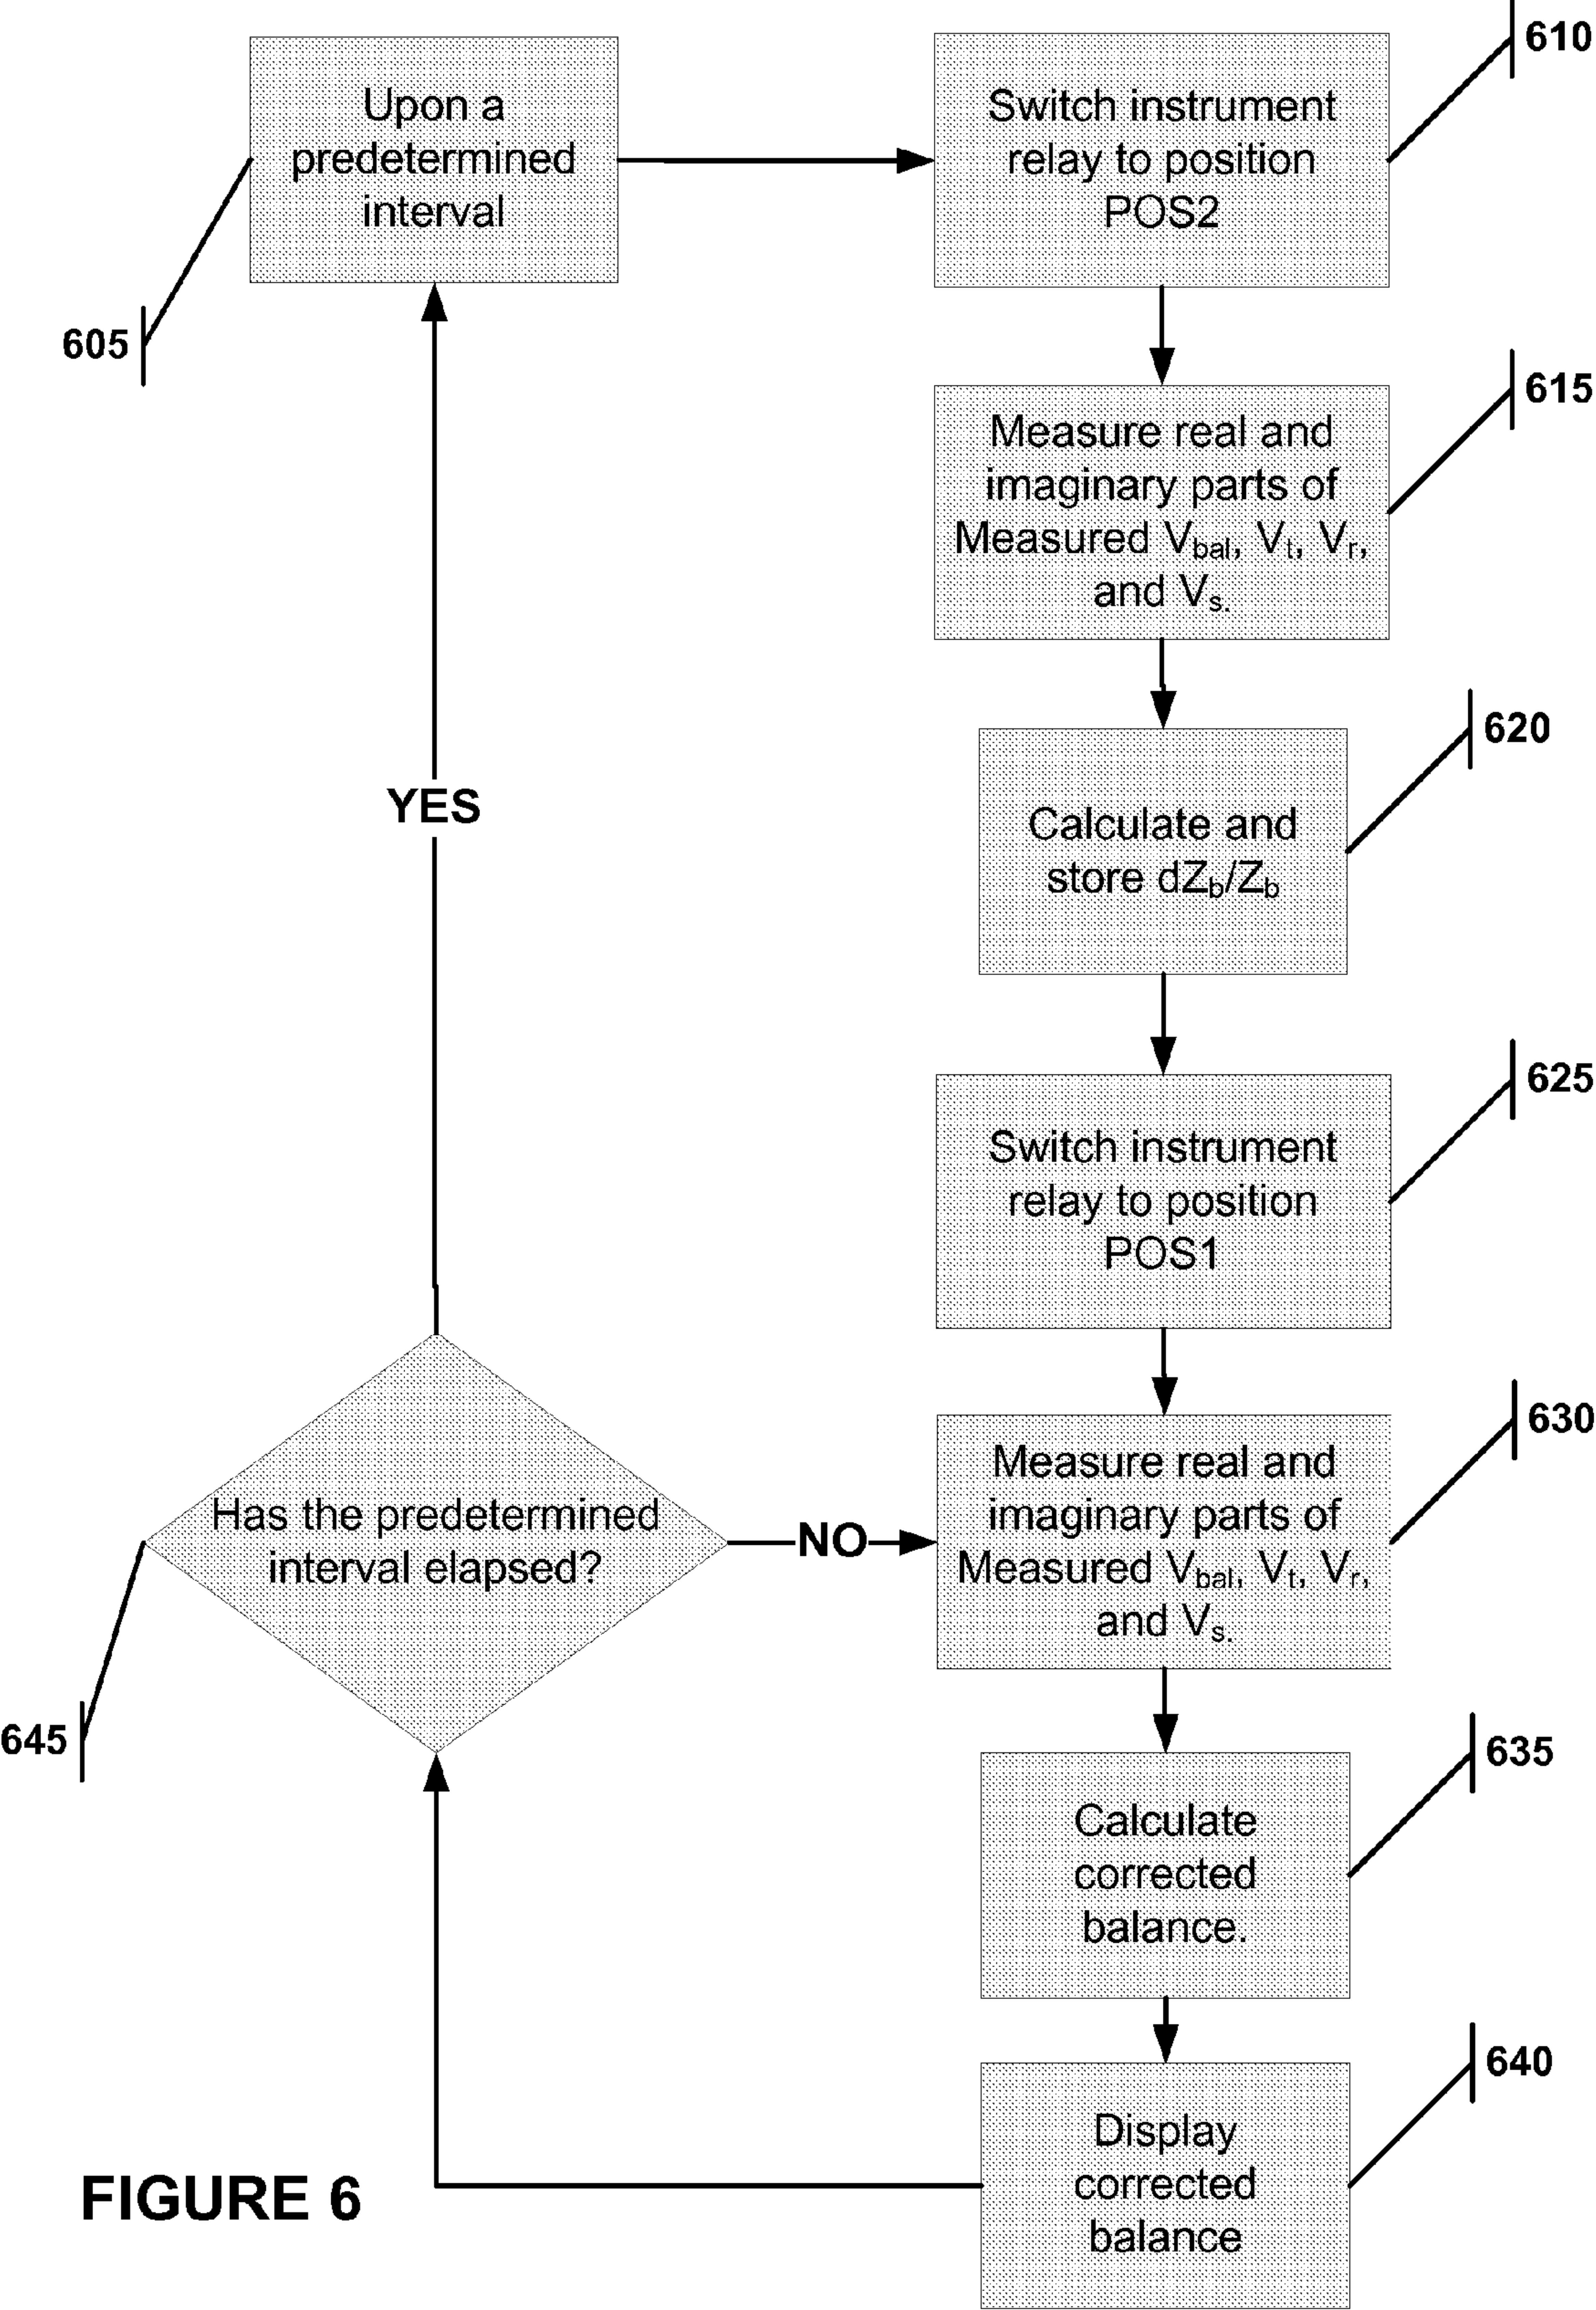 610
Upon a
predetermined
interval
Switch instrument
relay to position
POS2
605
615
Measure real and
imaginary parts of
Measured Vbal, Vt, Vr,
and Vs.
620
YES
Calculate and
store dZb/Zb
625
Switch instrument
relay to position
POS1
630
Measure real and
imaginary parts of
Measured Vbal, Vt, Vr,
and Vs.
Has the predetermined
interval elapsed?
NO
645
635
Calculate
corrected
balance.
640
Display
corrected
balance
FIGURE 6